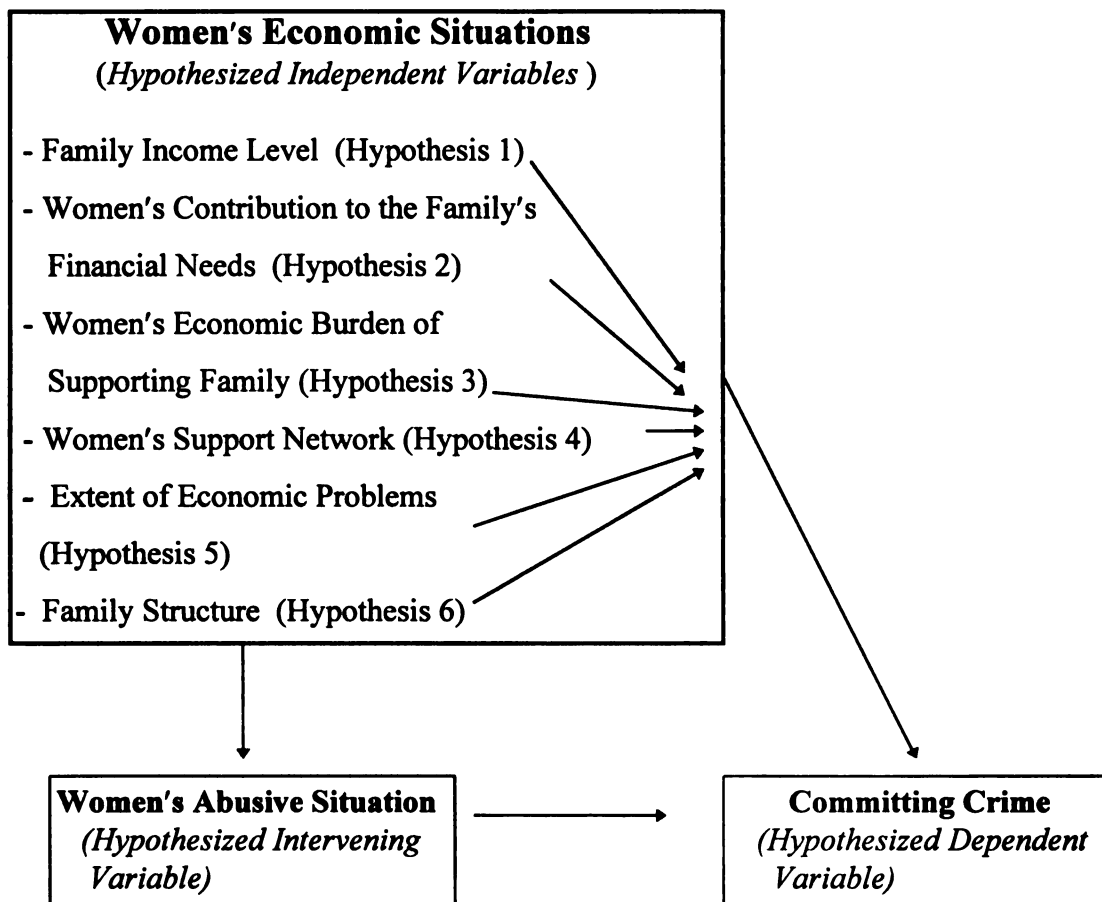 Women's Economic Situations
(Hypothesized Independent Variables )
- Family Income Level (Hypothesis 1)
- Women's Contribution to the Family's
Financial Needs (Hypothesis 2)
- Women's Economic Burden of
Supporting Family (Hypothesis 3)
- Women's Support Network (Hypothesis 4)
- Extent of Economic Problems
(Hypothesis 5)
- Family Structure (Hypothesis 6)
Women's Abusive Situation
(Hypothesized Intervening
Variable)
Committing Crime
(Hypothesized Dependent
Variable)